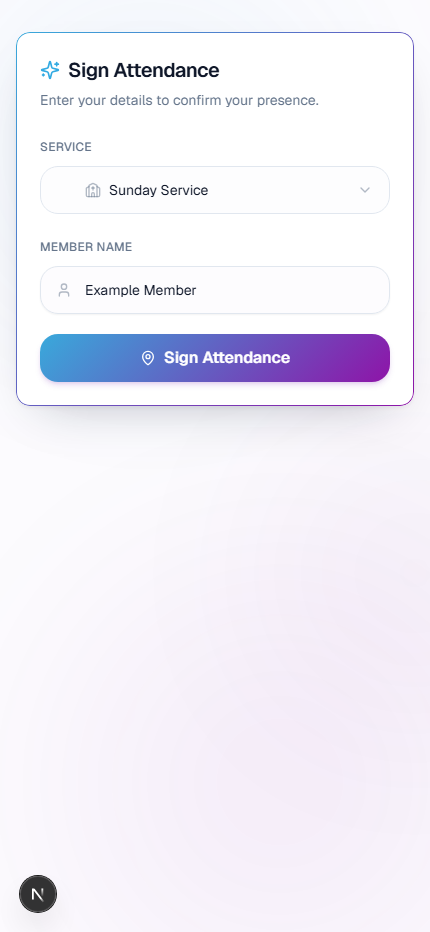 Sign Attendance
Enter your details to confirm your presence.
SERVICE
Sunday Service
MEMBER NAME
Example Member
Sign Attendance
N